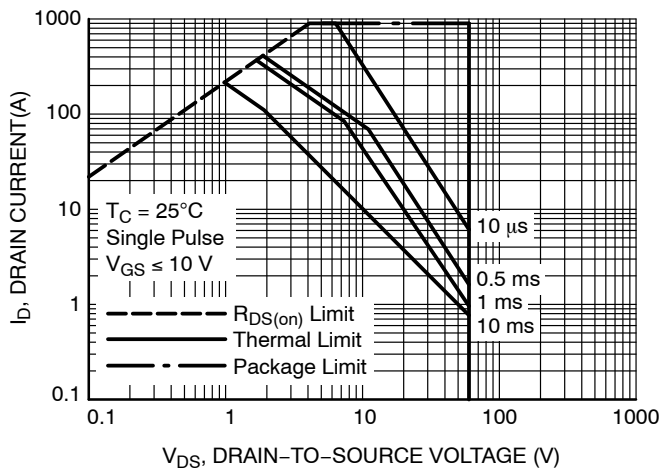 1000
100
10
1
0.1
I_D, DRAIN CURRENT(A)
T_C = 25°C
Single Pulse
V_GS ≤ 10 V
R_DS(on) Limit
Thermal Limit
Package Limit
10 µs
0.5 ms
1 ms
10 ms
0.1 1 10 100 1000
V_DS, DRAIN−TO−SOURCE VOLTAGE (V)